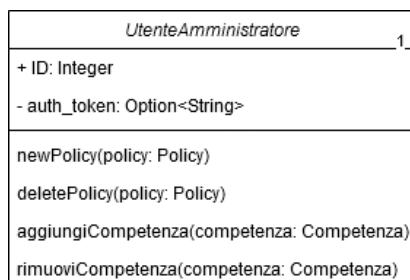 UtenteAmministratore
1
+ ID: Integer
- auth_token: Option<String>
newPolicy(policy: Policy)
deletePolicy(policy: Policy)
aggiungiCompetenza(competenza: Competenza)
rimuoviCompetenza(competenza: Competenza)